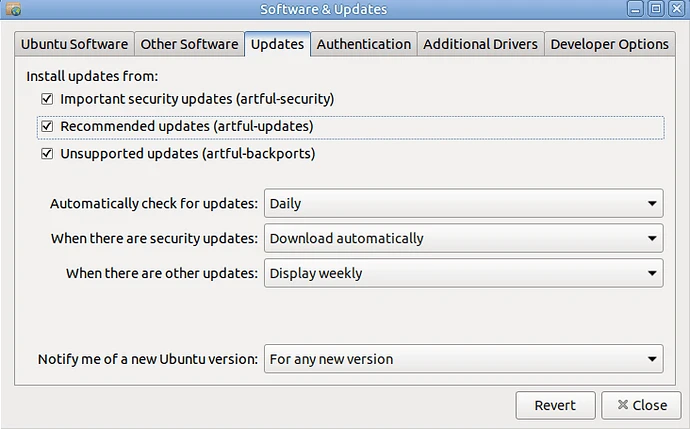 Software & Updates
Ubuntu Software Other Software Updates Authentication Additional Drivers Developer Options
Install updates from:
Important security updates (artful-security)
Recommended updates (artful-updates)
Unsupported updates (artful-backports)
Automatically check for updates: Daily
When there are security updates: Download automatically
When there are other updates: Display weekly
Notify me of a new Ubuntu version: For any new version
Revert Close